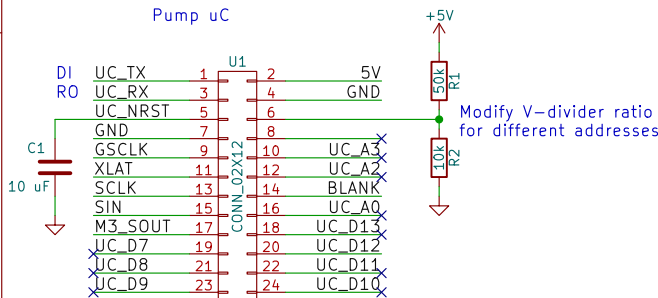 Pump uC
+5V
U1
DI UC_TX 1 2 5V
50k R1
RO UC_RX 3 4 GND
UC_NRST 5 6
Modify V-divider ratio
for different addresses
GND 7 8
C1
GSCLK 9 10 UC_A3
10k R2
XLAT 11 12 UC_A2
10 uF
SCLK 13 14 BLANK
CONN_02X12
SIN 15 16 UC_A0
M3_SOUT 17 18 UC_D13
UC_D7 19 20 UC_D12
UC_D8 21 22 UC_D11
UC_D9 23 24 UC_D10